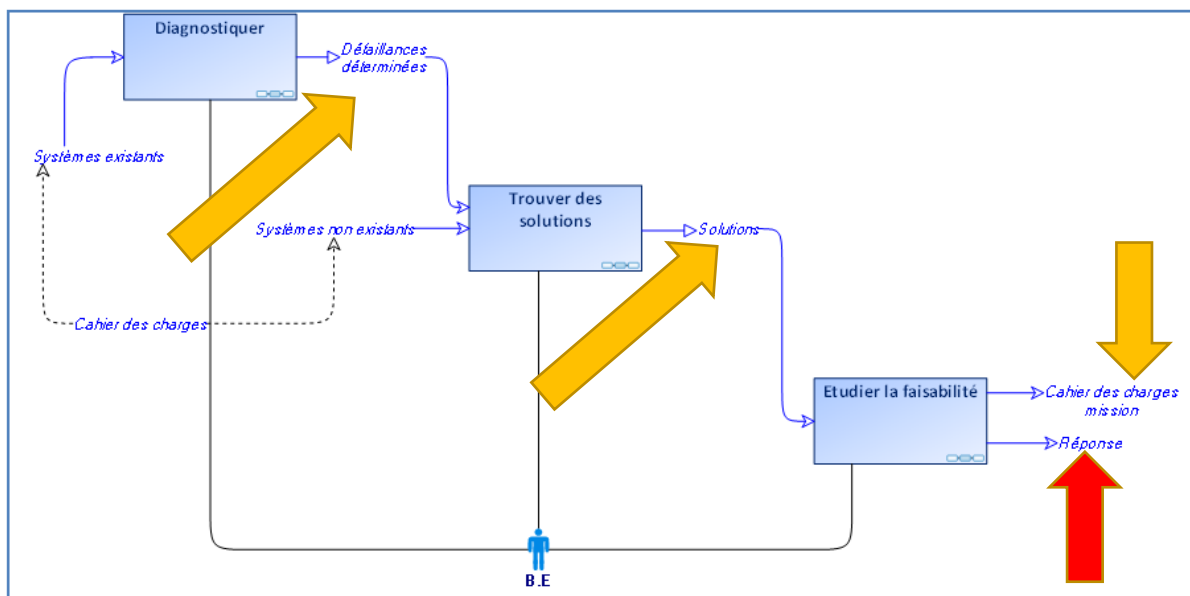 Diagnostiquer
Défaillances
déterminées
Systèmes existants
Trouver des
solutions
Systèmes non existants
Solutions
Cahier des charges
Etudier la faisabilité
Cahier des charges
mission
Réponse
B.E